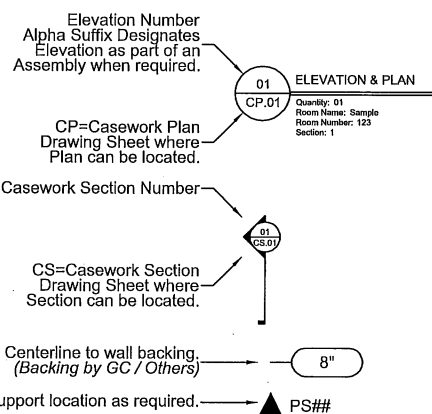 Elevation Number
Alpha Suffix Designates
Elevation as part of an
Assembly when required.
01
CP.01
ELEVATION & PLAN
Quantity: 01
Room Name: Sample
Room Number: 123
Section: 1
CP=Casework Plan
Drawing Sheet where
Plan can be located.
Casework Section Number
01
CS.01
CS=Casework Section
Drawing Sheet where
Section can be located.
Centerline to wall backing.
(Backing by GC / Others)
8"
location as required.
PS##